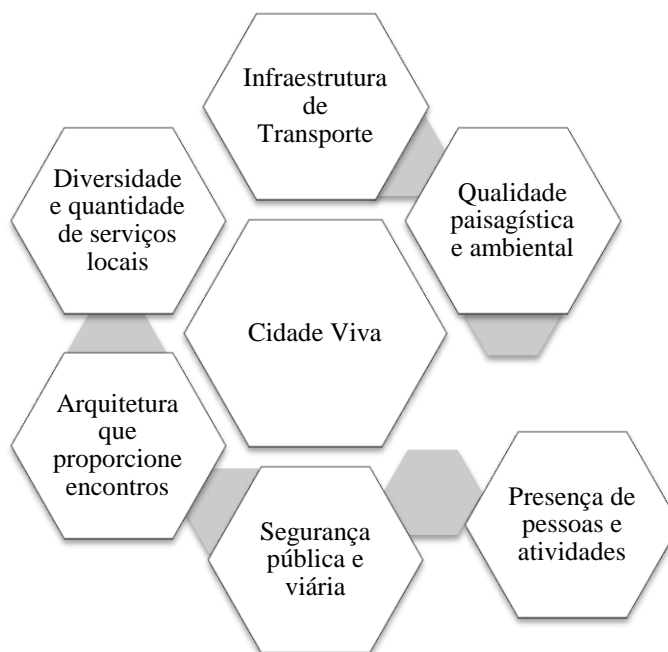 Infraestrutura
de
Transporte
Diversidade
e quantidade
de serviços
locais
Qualidade
paisagística
e ambiental
Cidade Viva
Arquitetura
que
proporcione
encontros
Segurança
pública e
viária
Presença de
pessoas e
atividades